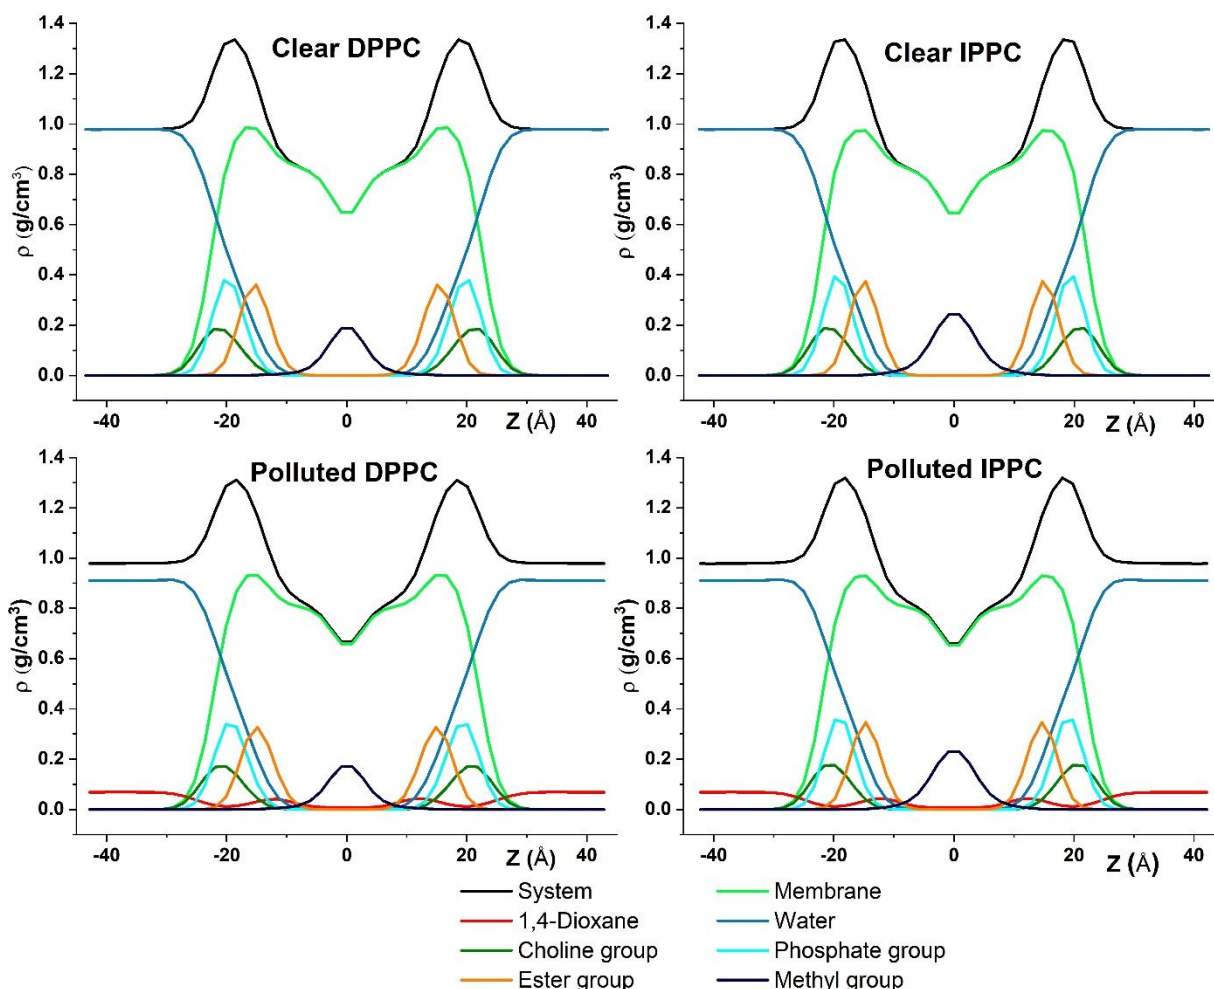 Clear DPPC
1.4
1.2
1.0
0.8
0.6
0.4
0.2
0.0
ρ (g/cm³)
-40 -20 0 20 40
Z (Å)
Clear IPPC
1.4
1.2
1.0
0.8
0.6
0.4
0.2
0.0
ρ (g/cm³)
-40 -20 0 20 40
Z (Å)
Polluted DPPC
1.4
1.2
1.0
0.8
0.6
0.4
0.2
0.0
ρ (g/cm³)
-40 -20 0 20 40
Z (Å)
Polluted IPPC
1.4
1.2
1.0
0.8
0.6
0.4
0.2
0.0
ρ (g/cm³)
-40 -20 0 20 40
Z (Å)
System Membrane
1,4-Dioxane Water
Choline group Phosphate group
Ester group Methyl group